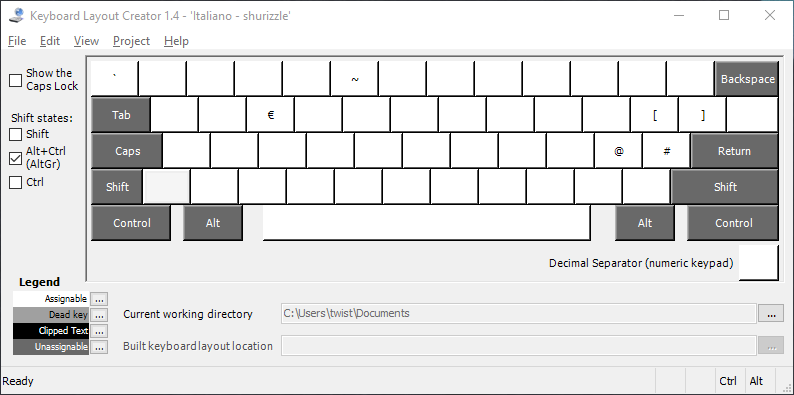 Keyboard Layout Creator 1.4 - 'Italiano - shurizzle'
File Edit View Project Help
Show the
Caps Lock
` ~ Backspace
Shift states:
Shift
Alt+Ctrl
(AltGr)
Ctrl
Tab € [ ]
Caps @ # Return
Shift Shift
Control Alt Alt Control
Decimal Separator (numeric keypad)
Legend
Assignable ...
Dead key ...
Clipped Text ...
Unassignable ...
Current working directory C:\Users\twist\Documents ...
Built keyboard layout location ...
Ready Ctrl Alt